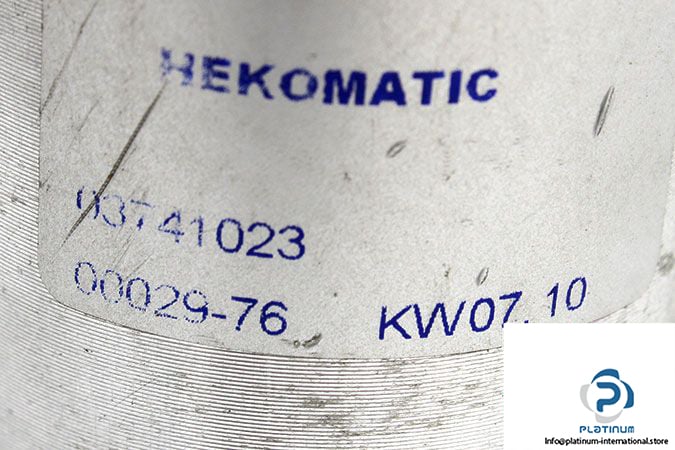 HEKOMATIC
03741023
00029-76 KW07.10
PLATINUM
Info@platinum-international.store